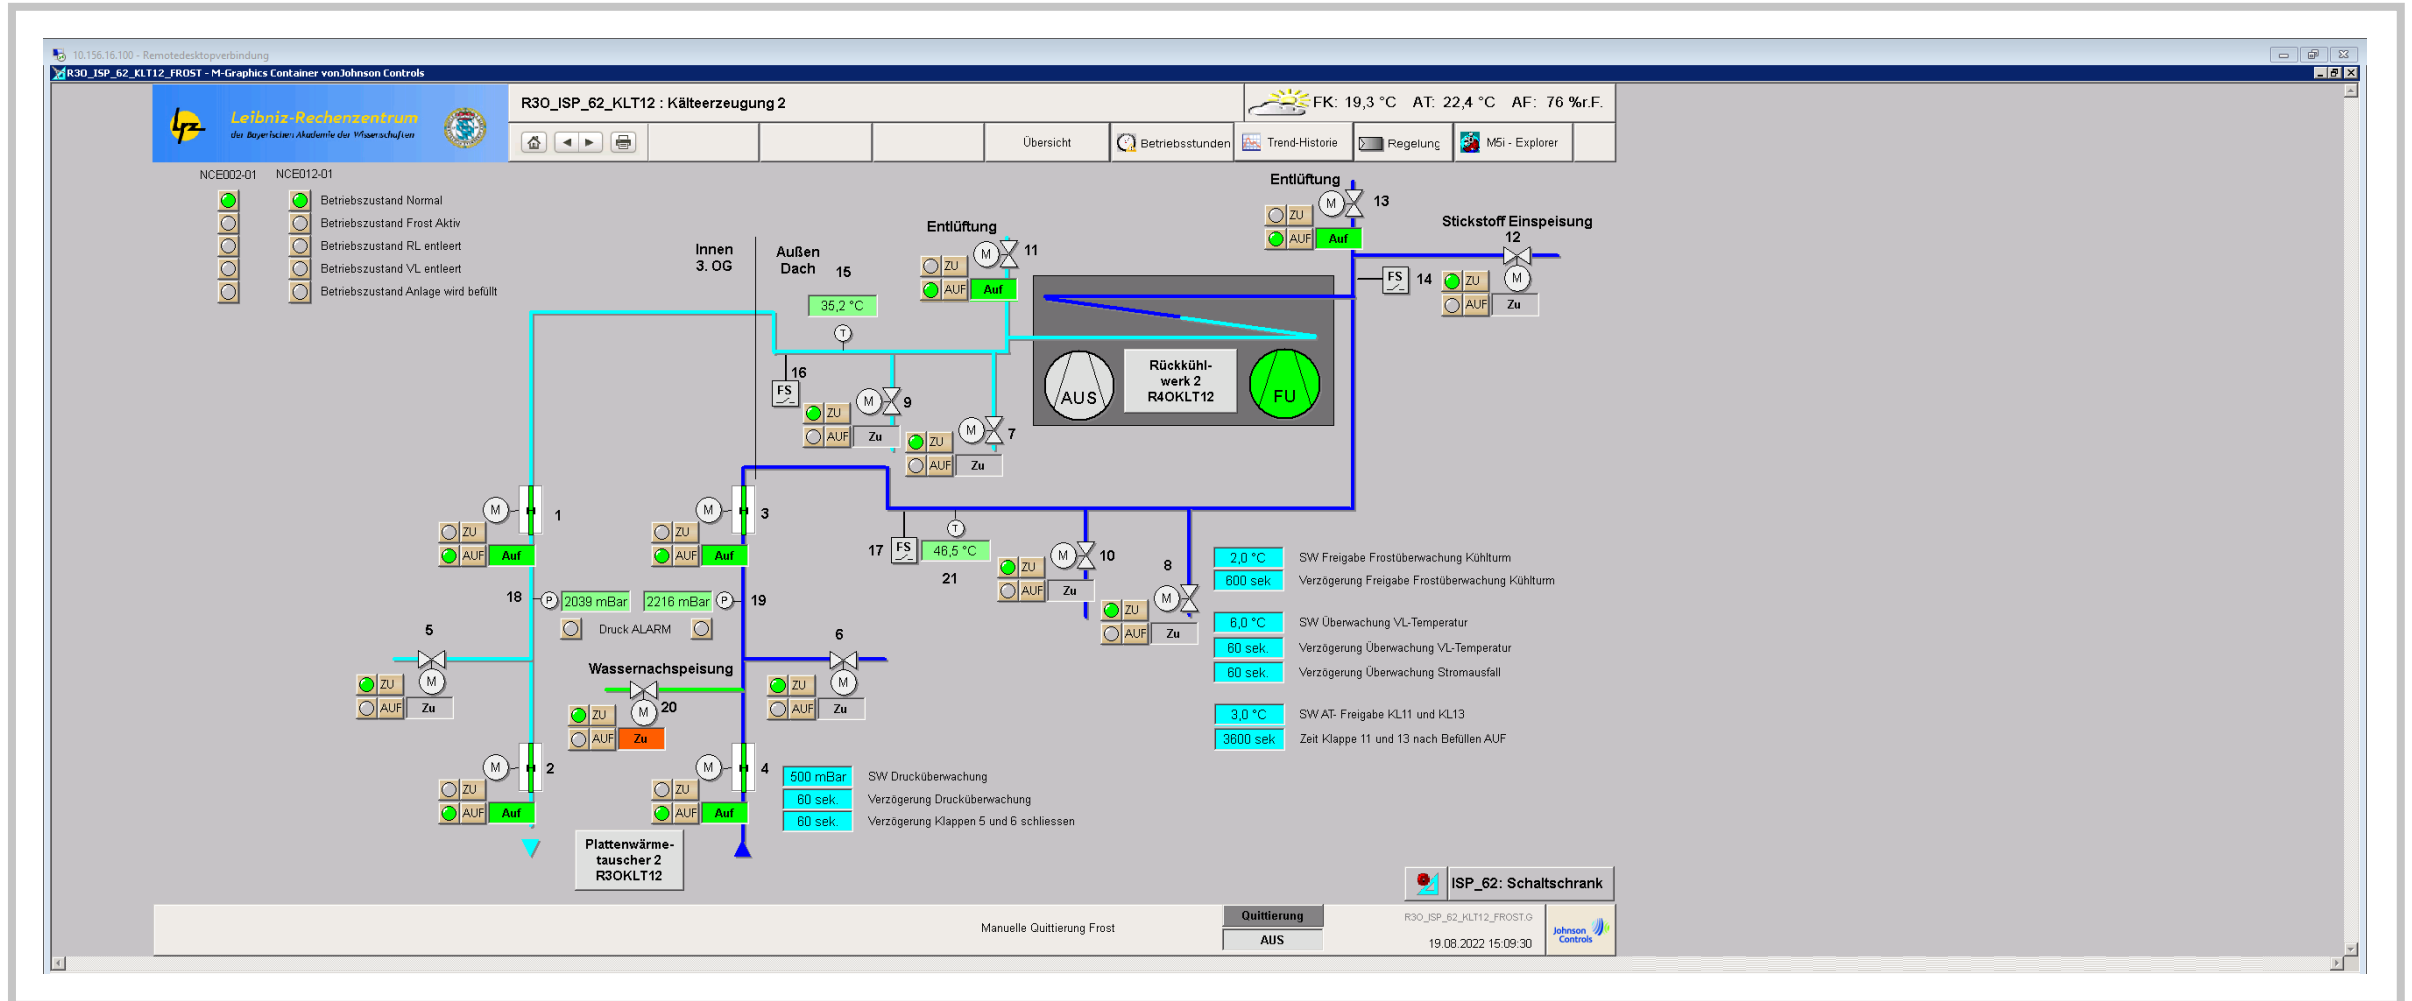 10.156.16.100 - Remotedesktopverbindung
R3O_ISP_62_KLT12_FROST - M-Graphics Container vonJohnson Controls
lrz
Leibniz-Rechenzentrum
der Bayerischen Akademie der Wissenschaften
R3O_ISP_62_KLT12 : Kälteerzeugung 2
FK: 19,3 °C AT: 22,4 °C AF: 76 %r.F.
Übersicht
Betriebsstunden
Trend-Historie
Regelung
M5i - Explorer
NCE002-01 NCE012-01
Betriebszustand Normal
Betriebszustand Frost Aktiv
Betriebszustand RL entleert
Betriebszustand VL entleert
Betriebszustand Anlage wird befüllt
Innen
3. OG
Außen
Dach
15
35,2 °C
T
Entlüftung
M
11
ZU
AUF Auf
Entlüftung
M
13
ZU
AUF Auf
Stickstoff Einspeisung
12
M
FS
14
ZU
AUF Zu
16
FS
M
9
ZU
AUF Zu
M
7
ZU
AUF Zu
AUS
Rückkühl-
werk 2
R4OKLT12
FU
M
1
ZU
AUF Auf
M
3
ZU
AUF Auf
17
FS
T
46,5 °C
21
M
10
ZU
AUF Zu
8
M
ZU
AUF Zu
18
P
2039 mBar
2216 mBar
P
19
Druck ALARM
5
M
ZU
AUF Zu
6
M
ZU
AUF Zu
Wassernachspeisung
M
20
ZU
AUF Zu
M
2
ZU
AUF Auf
M
4
ZU
AUF Auf
Plattenwärme-
tauscher 2
R3OKLT12
2,0 °C SW Freigabe Frostüberwachung Kühlturm
600 sek Verzögerung Freigabe Frostüberwachung Kühlturm
6,0 °C SW Überwachung VL-Temperatur
60 sek. Verzögerung Überwachung VL-Temperatur
60 sek. Verzögerung Überwachung Stromausfall
3,0 °C SW AT- Freigabe KL11 und KL13
3600 sek Zeit Klappe 11 und 13 nach Befüllen AUF
500 mBar SW Drucküberwachung
60 sek. Verzögerung Drucküberwachung
60 sek. Verzögerung Klappen 5 und 6 schliessen
ISP_62: Schaltschrank
Manuelle Quittierung Frost
Quittierung
AUS
R3O_ISP_62_KLT12_FROST.G
19.08.2022 15:09:30
Johnson
Controls